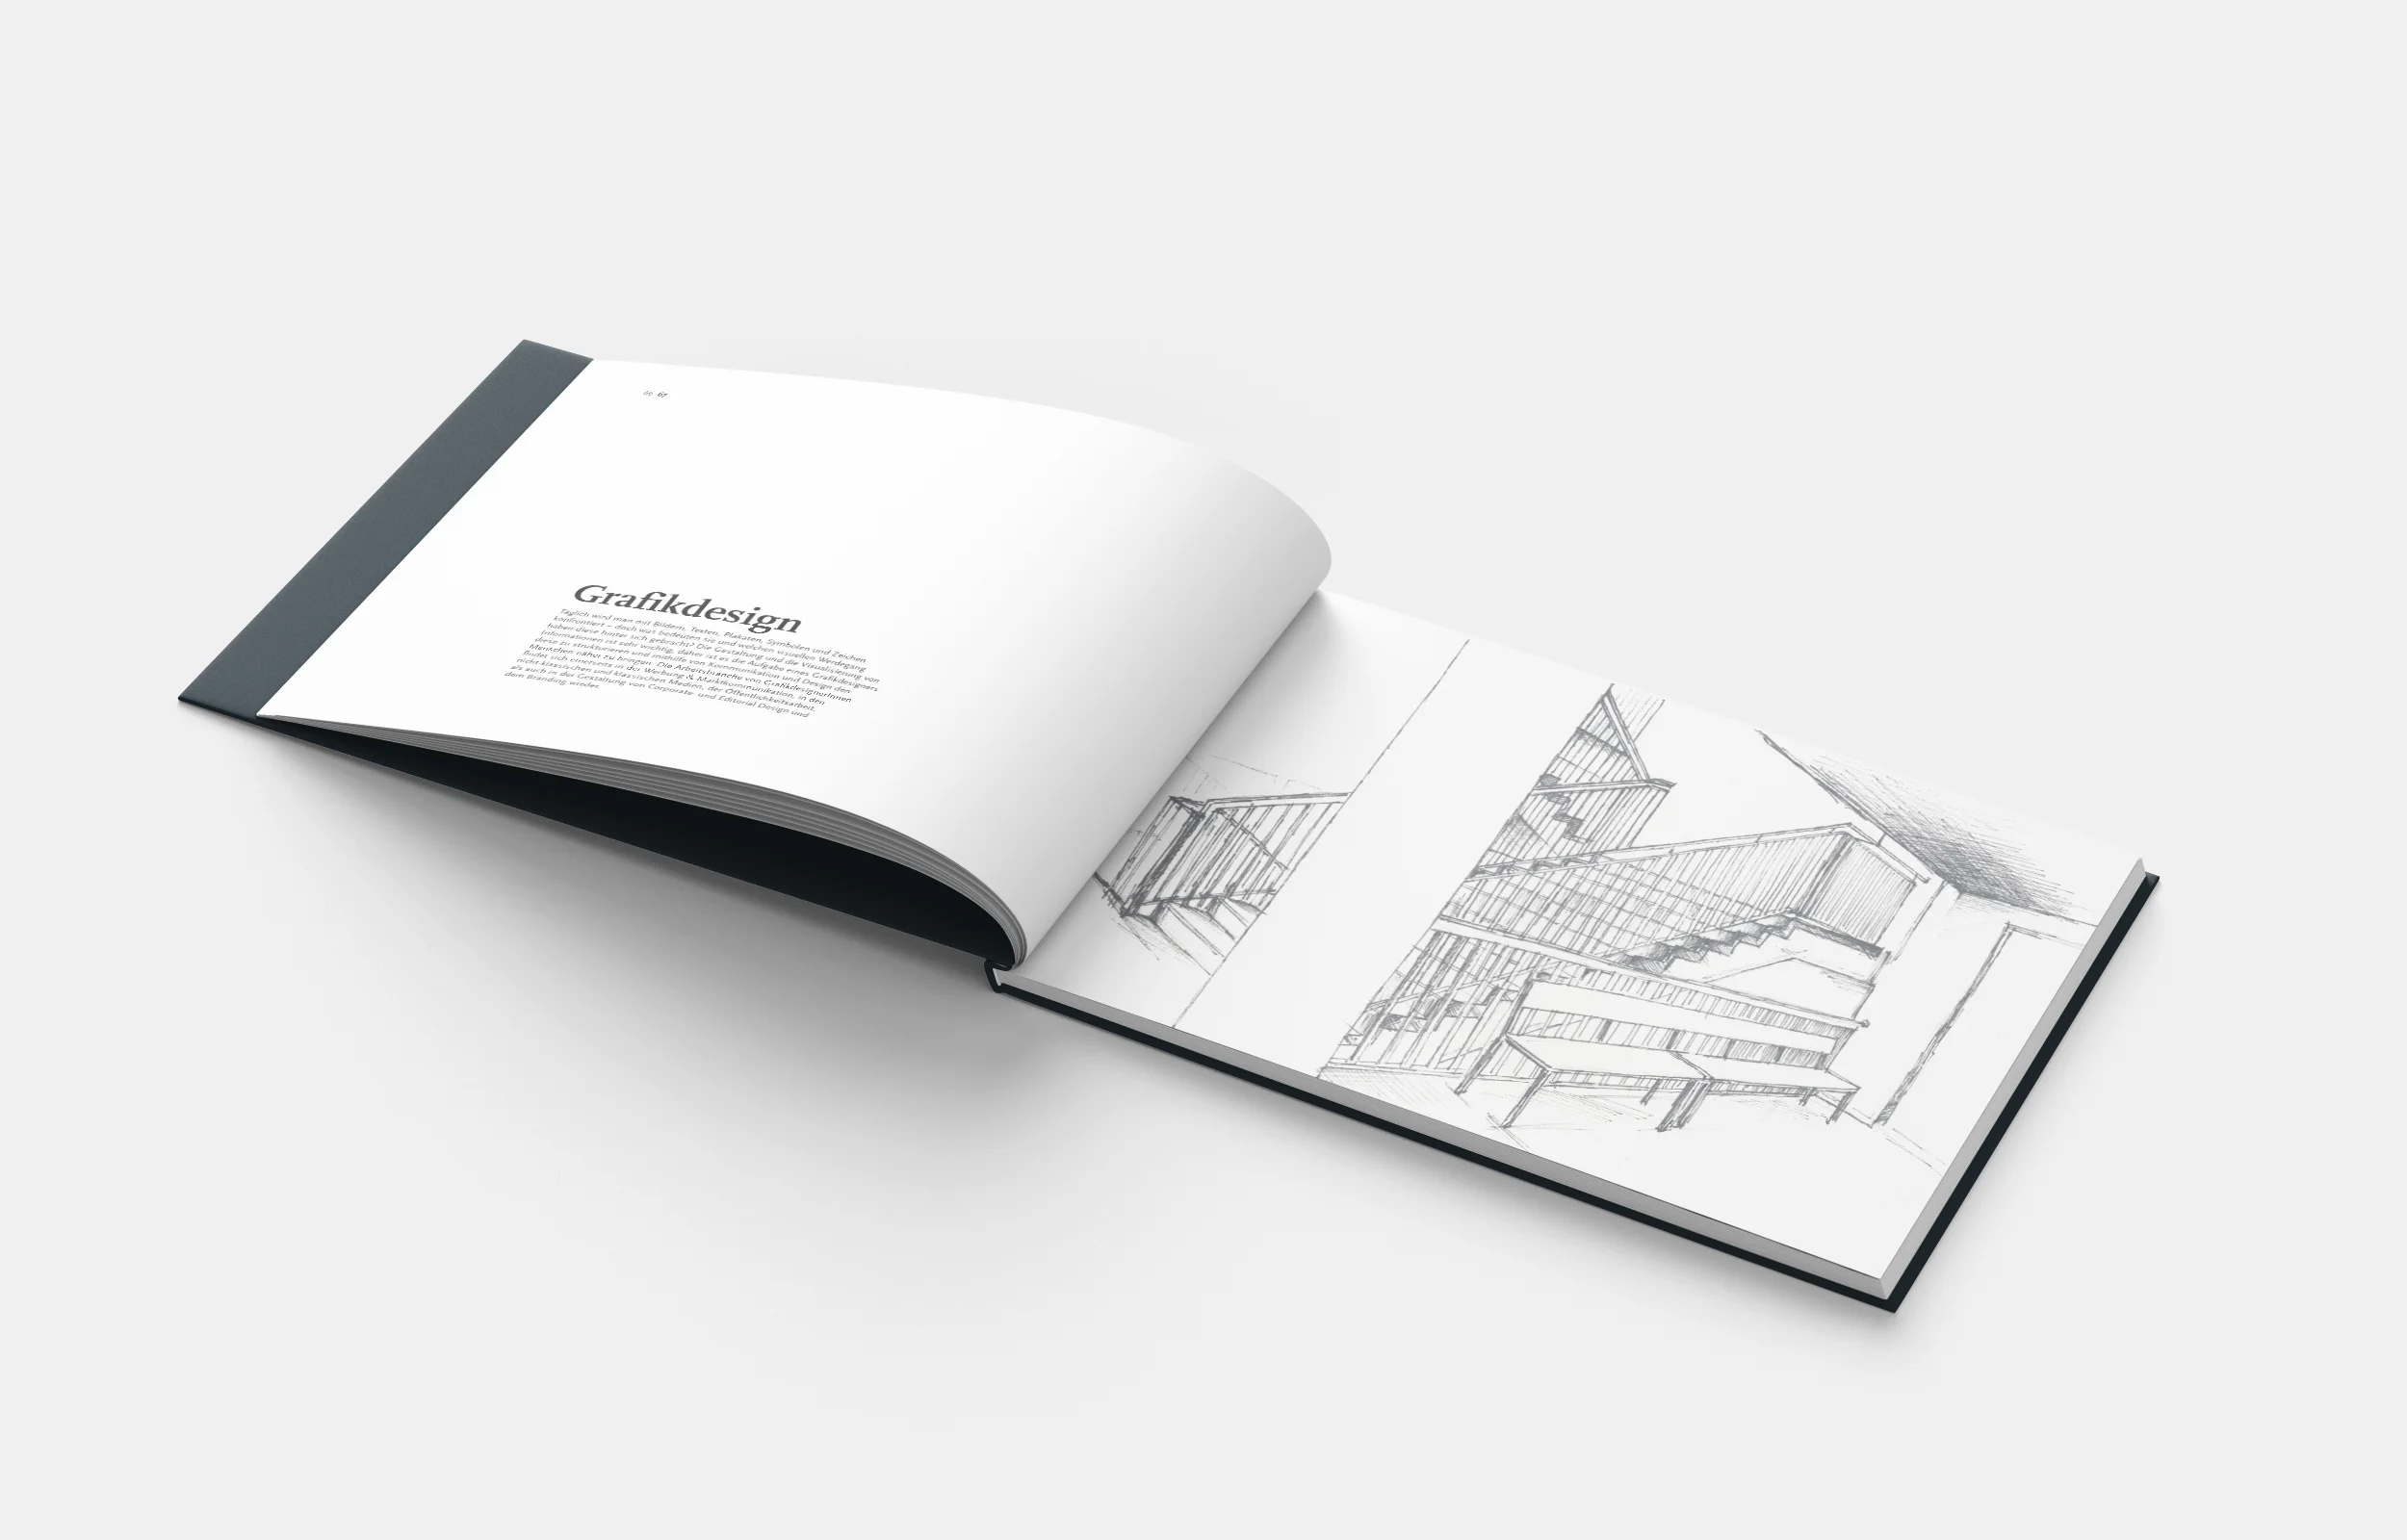 66 67
Grafikdesign
Täglich wird man mit Bildern, Texten, Plakaten, Symbolen und Zeichen
konfrontiert – doch was bedeuten sie und welchen visuellen Werdegang
haben diese hinter sich gebracht? Die Gestaltung und die Visualisierung von
Informationen ist sehr wichtig, daher ist es die Aufgabe eines Grafikdesigners
diese zu strukturieren und mithilfe von Kommunikation und Design den
Menschen näher zu bringen. Die Arbeitsbranche von GrafikdesignerInnen
findet sich einerseits in der Werbung & Marktkommunikation, in den
nicht-klassischen und klassischen Medien, der Öffentlichkeitsarbeit,
als auch in der Gestaltung von Corporate- und Editorial Design und
dem Branding wieder.